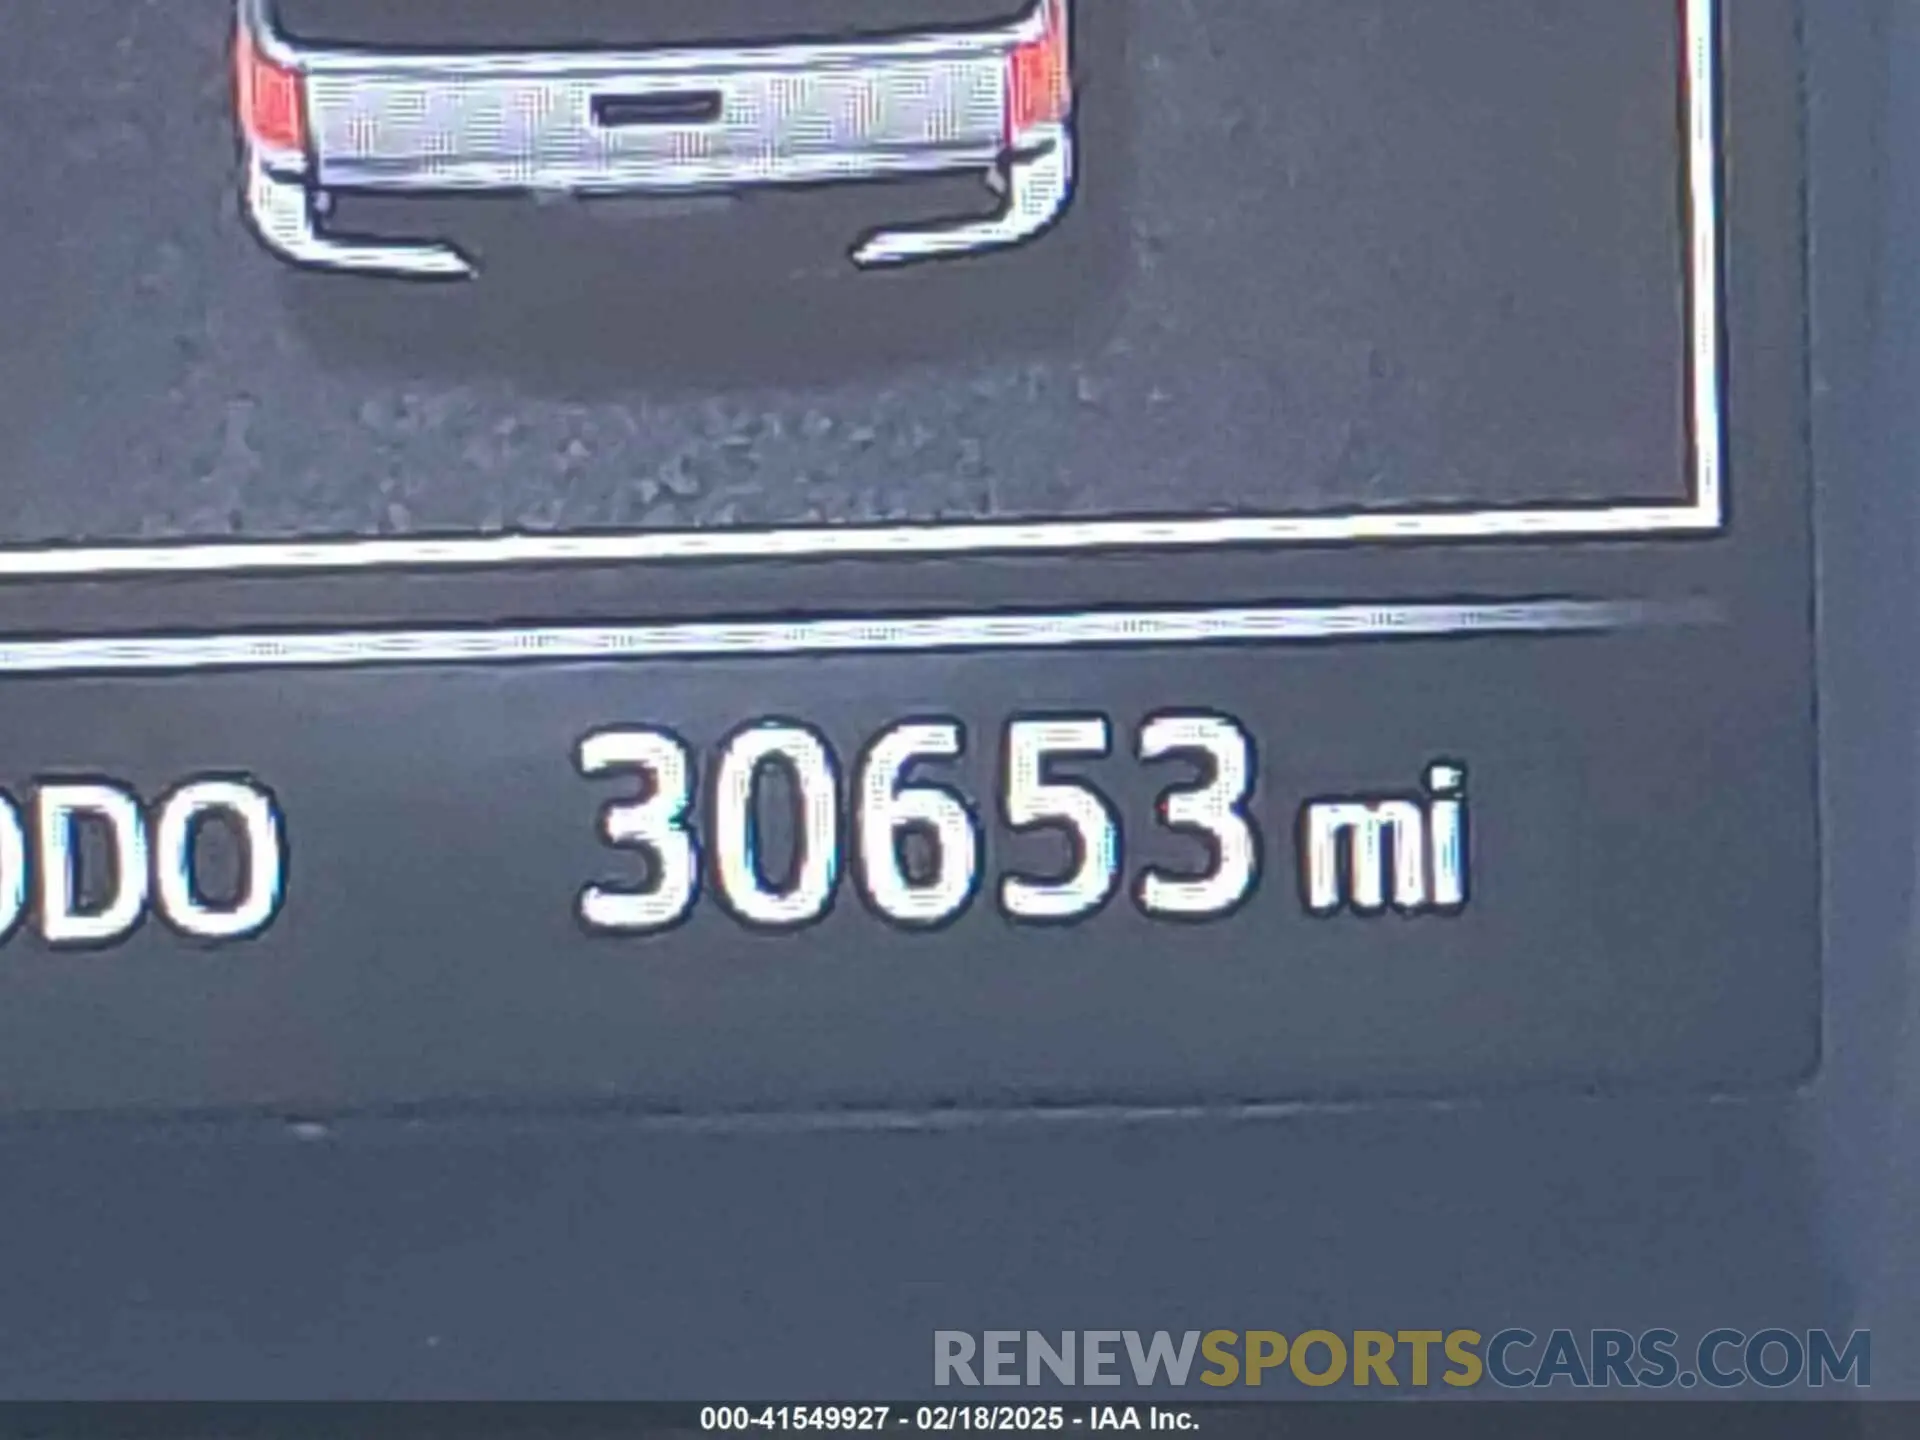 ODO 30653 mi
RENEWSPORTSCARS.COM
000-41549927 - 02/18/2025 - IAA Inc.